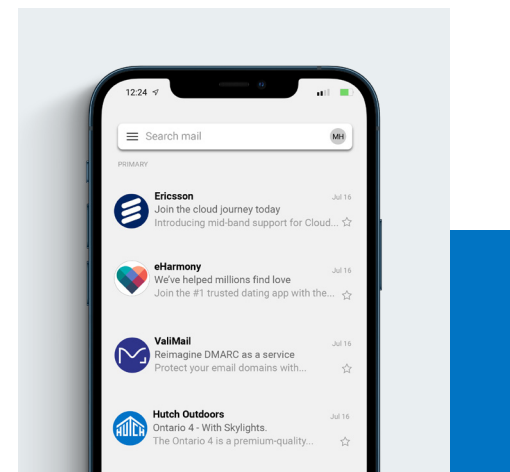 12:24
Search mail
MH
PRIMARY
Ericsson Jul 16
Join the cloud journey today
Introducing mid-band support for Cloud...
eHarmony Jul 16
We've helped millions find love
Join the #1 trusted dating app with the...
ValiMail Jul 16
Reimagine DMARC as a service
Protect your email domains with...
Hutch Outdoors Jul 16
HUTCH
Ontario 4 - With Skylights.
The Ontario 4 is a premium-quality...